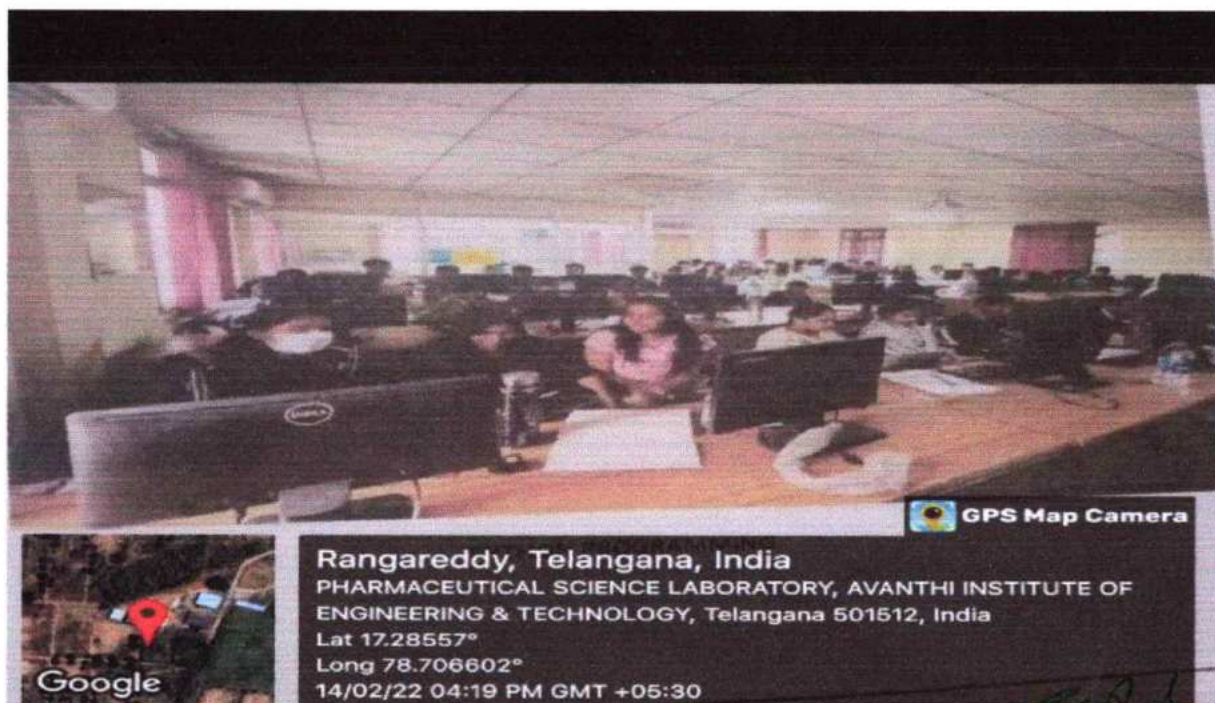 GPS Map Camera
Rangareddy, Telangana, India
PHARMACEUTICAL SCIENCE LABORATORY, AVANTHI INSTITUTE OF
ENGINEERING & TECHNOLOGY, Telangana 501512, India
Lat 17.28557°
Long 78.706602°
14/02/22 04:19 PM GMT +05:30
Google